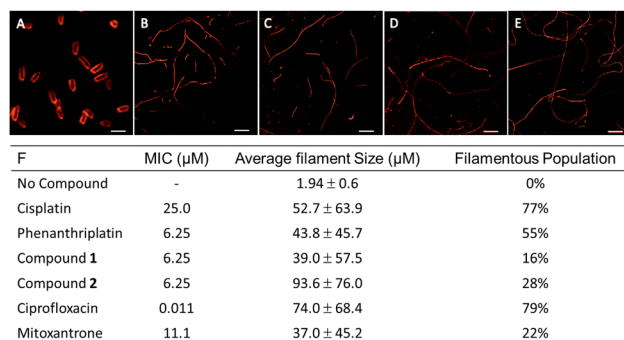 A B C D E
F MIC (µM) Average filament Size (µM) Filamentous Population
No Compound - 1.94 ± 0.6 0%
Cisplatin 25.0 52.7 ± 63.9 77%
Phenanthriplatin 6.25 43.8 ± 45.7 55%
Compound 1 6.25 39.0 ± 57.5 16%
Compound 2 6.25 93.6 ± 76.0 28%
Ciprofloxacin 0.011 74.0 ± 68.4 79%
Mitoxantrone 11.1 37.0 ± 45.2 22%